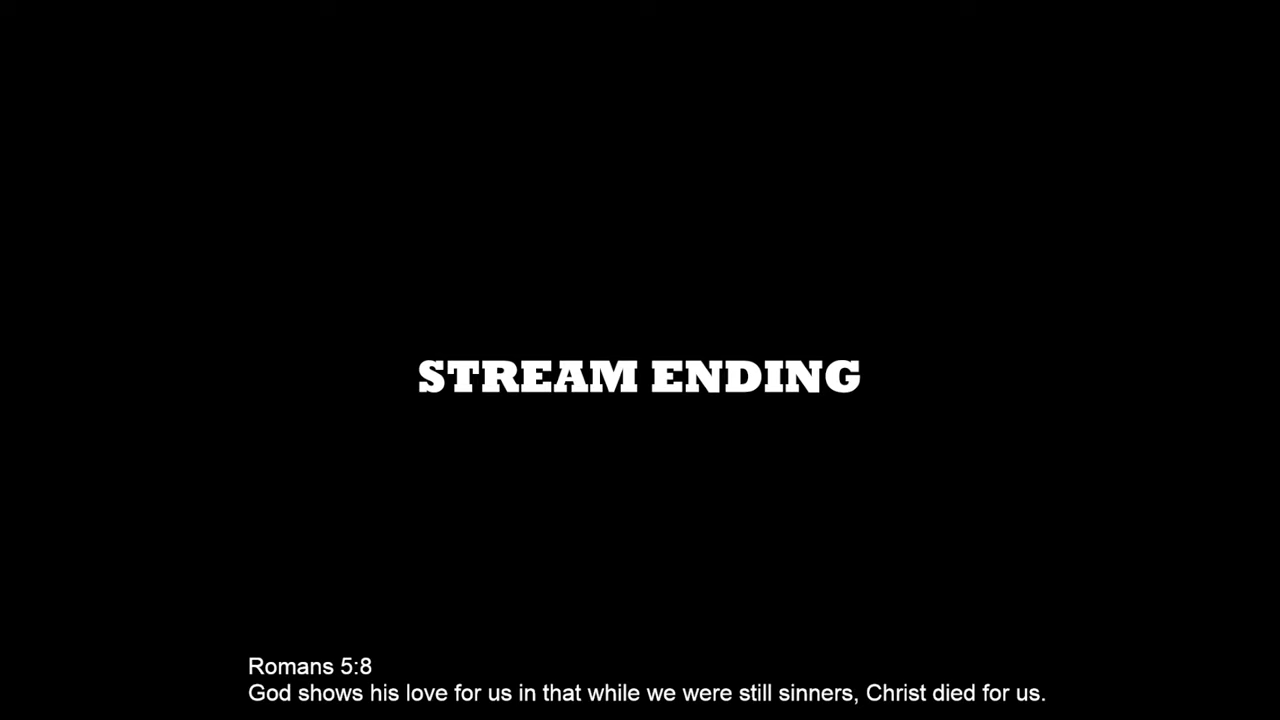 STREAM ENDING
Romans 5:8
God shows his love for us in that while we were still sinners, Christ died for us.